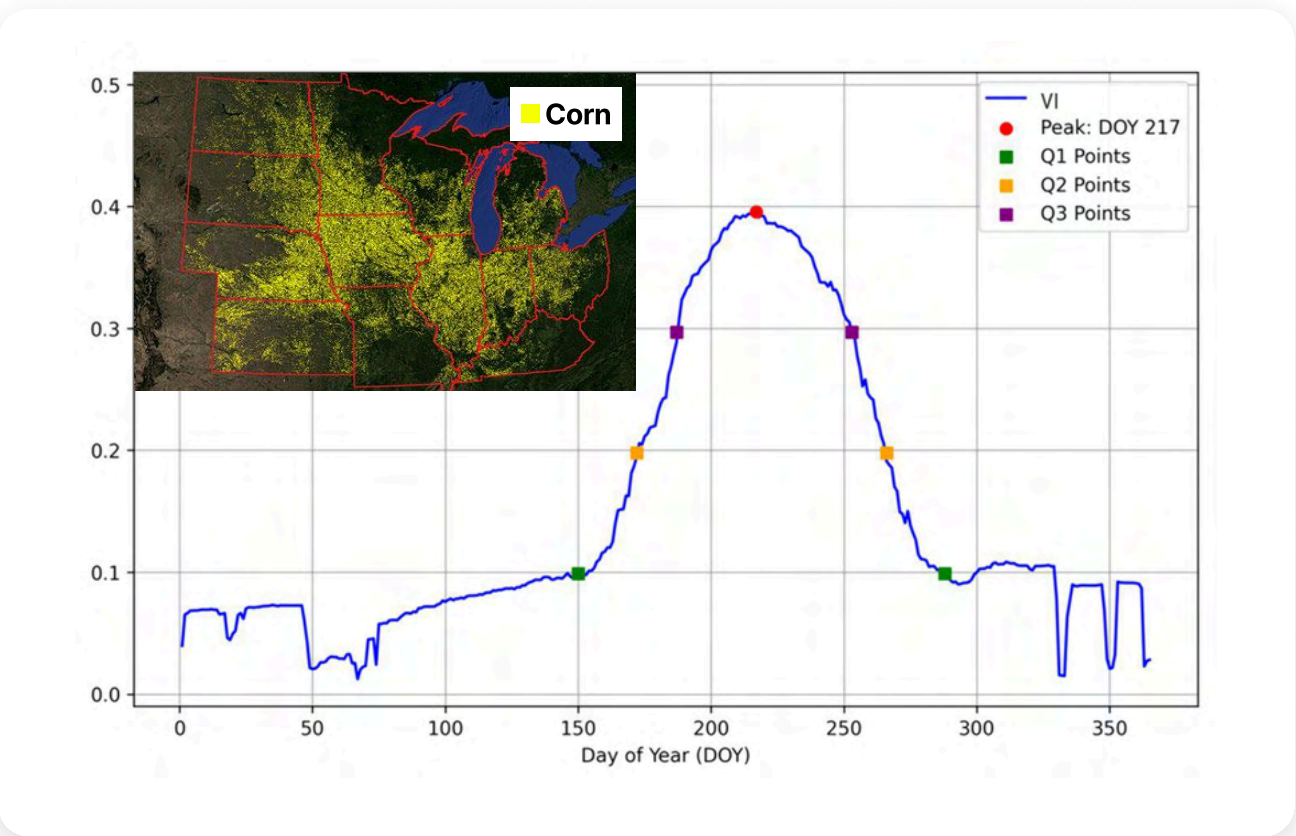 Corn
VI
Peak: DOY 217
Q1 Points
Q2 Points
Q3 Points
0.5
0.4
0.3
0.2
0.1
0.0
0 50 100 150 200 250 300 350
Day of Year (DOY)